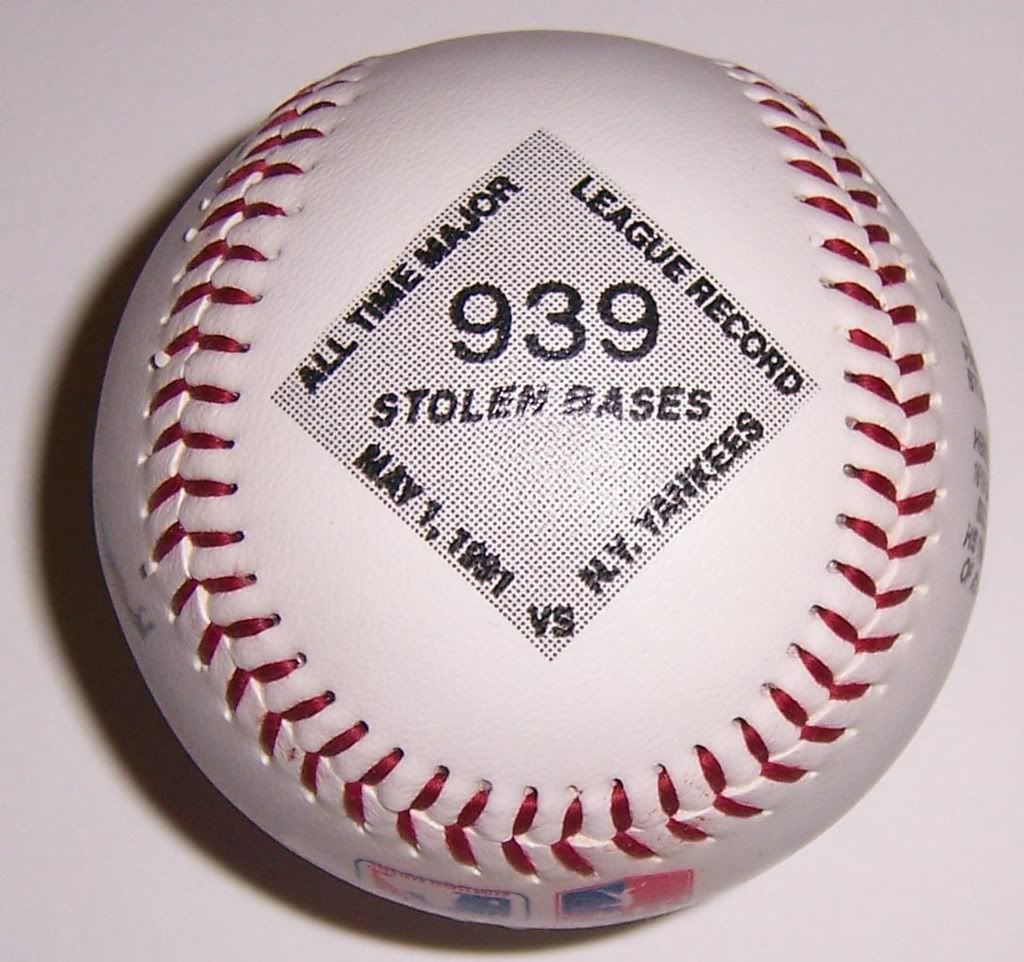 ALL TIME MAJOR
LEAGUE RECORD
939
STOLEN BASES
MAY 1, 1991
VS
N.Y. YANKEES